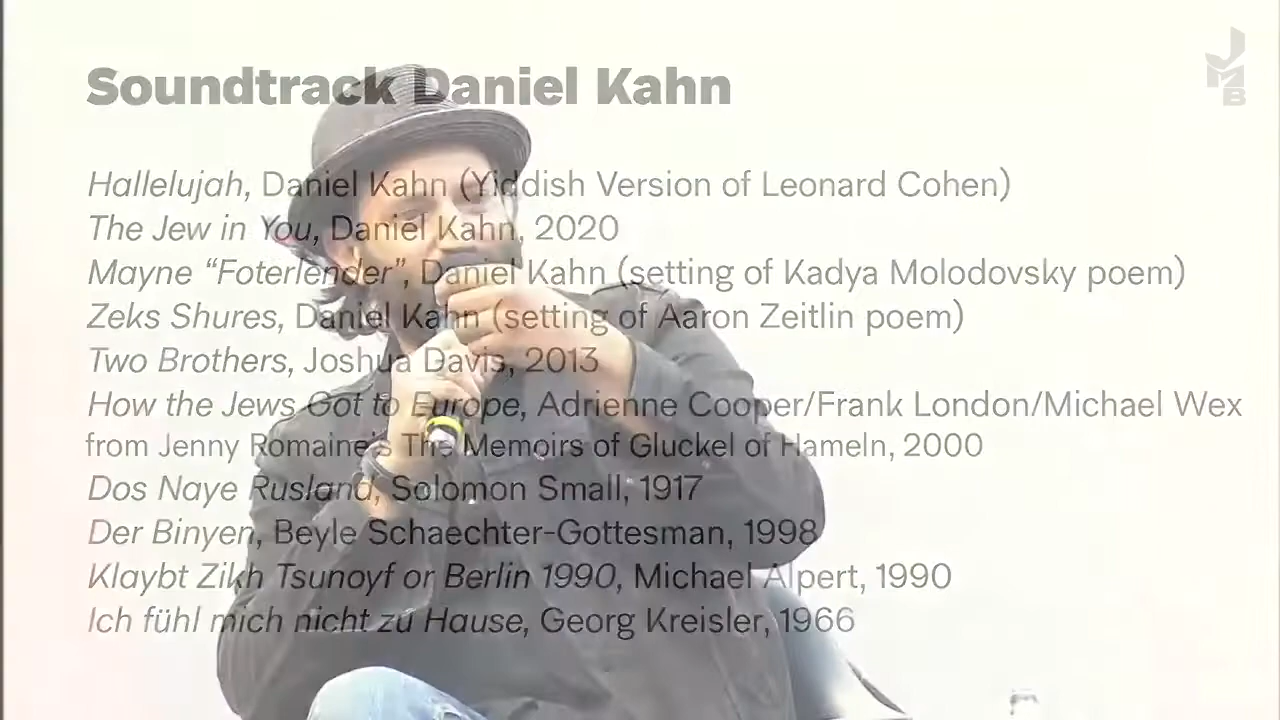 Soundtrack Daniel Kahn
JMB
Hallelujah, Daniel Kahn (Yiddish Version of Leonard Cohen)
The Jew in You, Daniel Kahn, 2020
Mayne “Foterlender”, Daniel Kahn (setting of Kadya Molodovsky poem)
Zeks Shures, Daniel Kahn (setting of Aaron Zeitlin poem)
Two Brothers, Joshua Davis, 2013
How the Jews Got to Europe, Adrienne Cooper/Frank London/Michael Wex
from Jenny Romaine's The Memoirs of Gluckel of Hameln, 2000
Dos Naye Rusland, Solomon Small, 1917
Der Binyen, Beyle Schaechter-Gottesman, 1998
Klaybt Zikh Tsunoyf or Berlin 1990, Michael Alpert, 1990
Ich fühl mich nicht zu Hause, Georg Kreisler, 1966